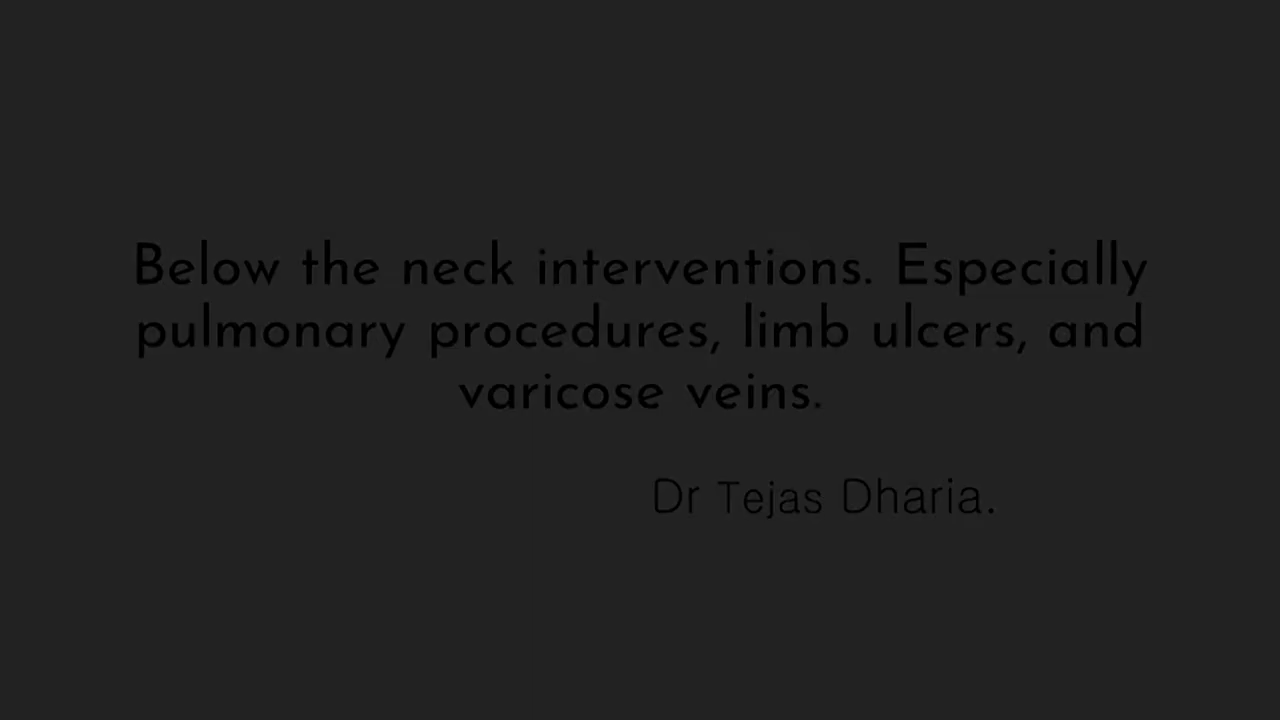 Below the neck interventions. Especially
pulmonary procedures, limb ulcers, and
varicose veins.
Dr Tejas Dharia.